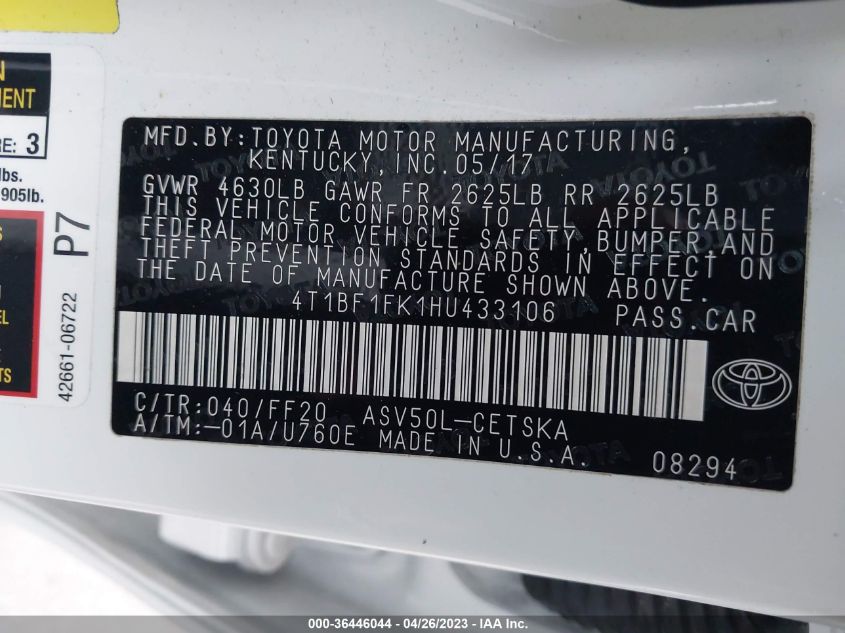 N
MENT
RE: 3
lbs.
905lb.
S
N
EL
E
TS
P7
42661-06722
MFD.BY:TOYOTA MOTOR MANUFACTURING,
KENTUCKY, INC. 05/17
GVWR 4630LB GAWR FR 2625LB RR 2625LB
THIS VEHICLE CONFORMS TO ALL APPLICABLE
FEDERAL MOTOR VEHICLE SAFETY, BUMPER, AND
THEFT PREVENTION STANDARDS IN EFFECT ON
THE DATE OF MANUFACTURE SHOWN ABOVE.
4T1BF1FK1HU433106 PASS.CAR
C/TR:040/FF20 ASV50L-CETSKA
A/TM:-01A/U760E MADE IN U.S.A.
08294
000-36446044 / 04/26/2023 - IAA Inc.